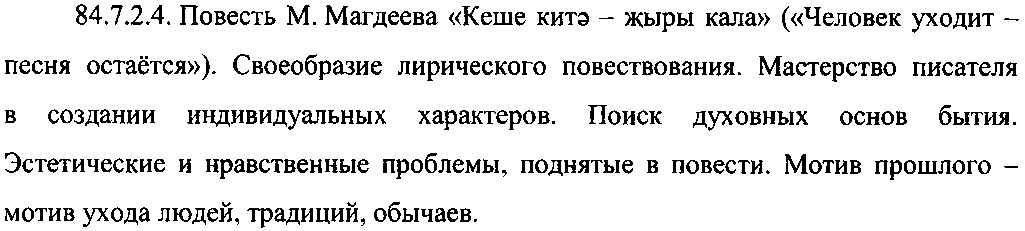 84.7.2.4. Повесть М. Магдеева «Кеше китә – җыры кала» («Человек уходит –
песня остаётся»). Своеобразие лирического повествования. Мастерство писателя
в создании индивидуальных характеров. Поиск духовных основ бытия.
Эстетические и нравственные проблемы, поднятые в повести. Мотив прошлого –
мотив ухода людей, традиций, обычаев.